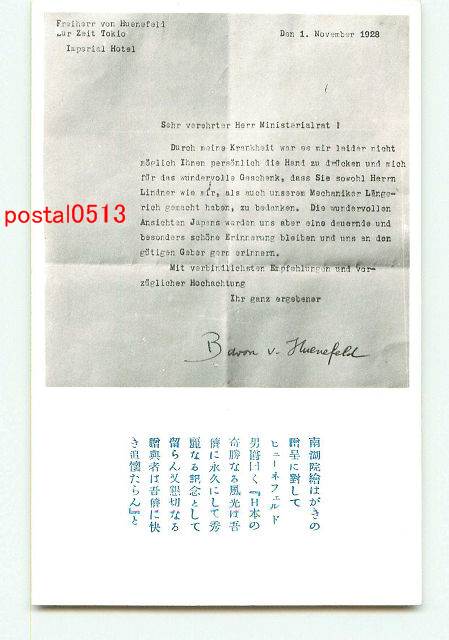 Freiherr von Huenefeld
zur Zeit Tokio
Imperial Hotel
Den 1. November 1928
Sehr verehrter Herr Ministerialrat !
Durch meine Krankheit war es mir leider nicht
möglich Ihnen persönlich die Hand zu drücken und mich
für das wundervolle Geschenk, dass Sie sowohl Herrn
Lindner wie mir, als auch unserem Mechaniker Länge-
rich gemacht haben, zu bedanken. Die wundervollen
Ansichten Japans werden uns aber eine dauernde und
besonders schöne Erinnerung bleiben und uns an den
gütigen Geber gern erinnern.
Mit verbindlichsten Empfehlungen und vor-
züglicher Hochachtung
Ihr ganz ergebener
Baron v. Huenefeld
postal0513
南湖院繪はがきの
贈呈に對して
ヒューネフェルド
男爵曰く『日本の
奇勝なる風光は吾
儕に永久にして秀
麗なる記念として
留らん又懇切なる
贈與者は吾儕に快
き追懷たらん』と